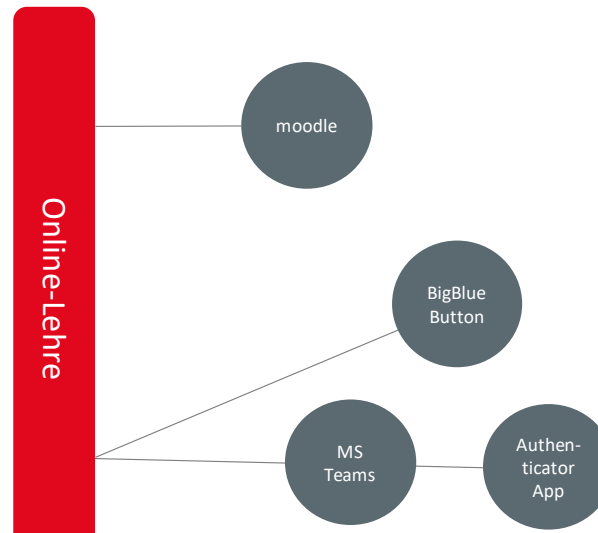 Online-Lehre
moodle
BigBlue
Button
MS
Teams
Authen-
ticator
App